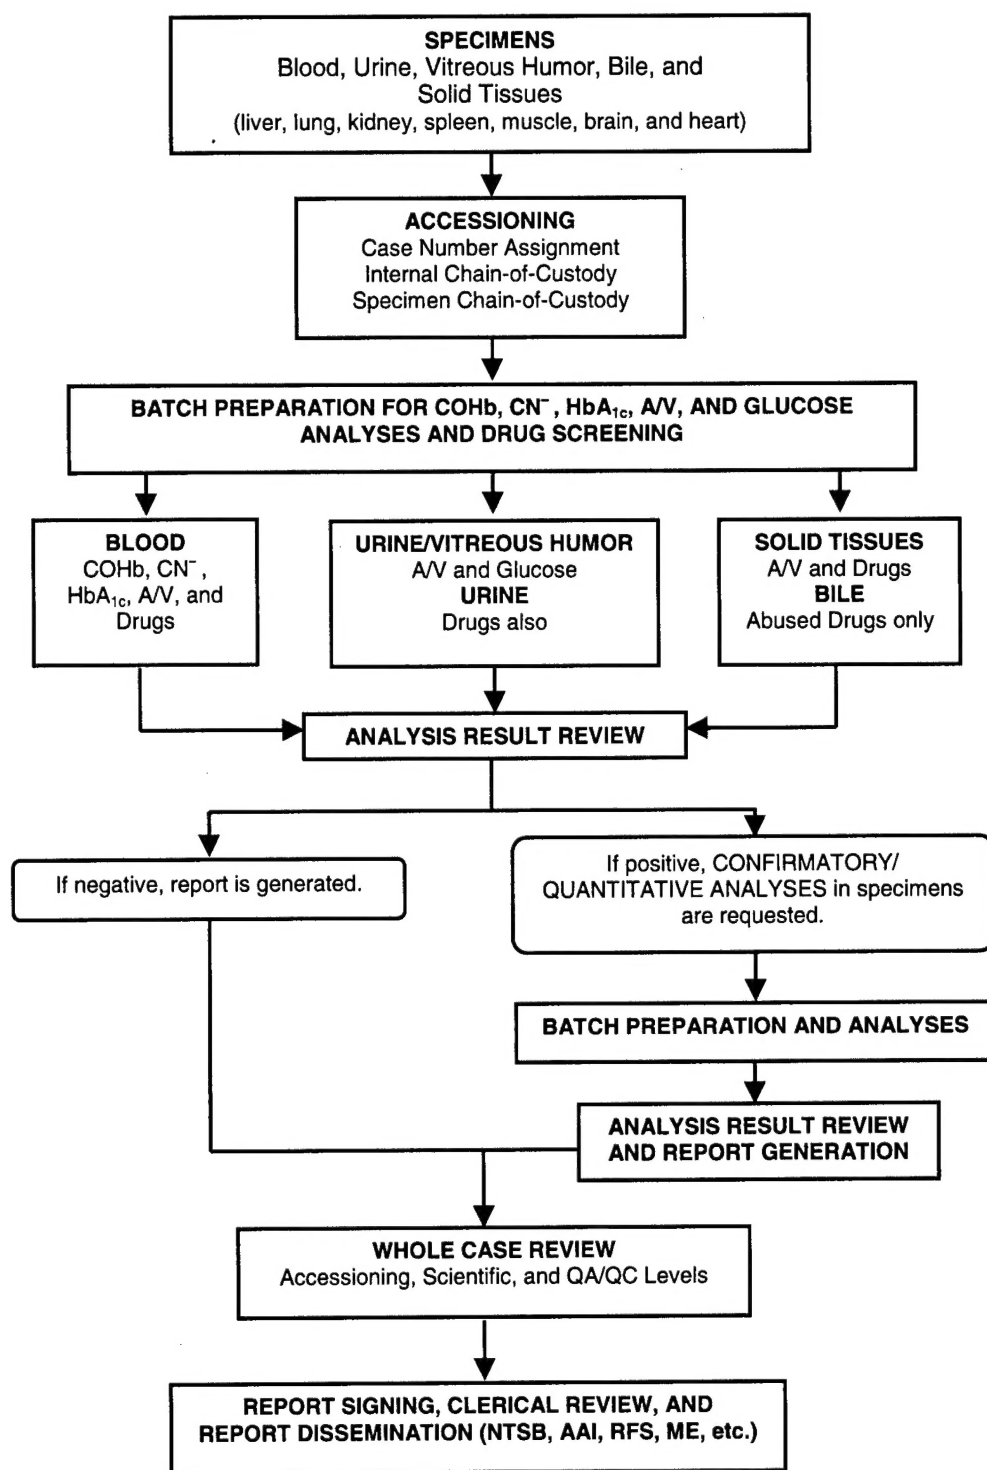 SPECIMENS
Blood, Urine, Vitreous Humor, Bile, and
Solid Tissues
(liver, lung, kidney, spleen, muscle, brain, and heart)
ACCESSIONING
Case Number Assignment
Internal Chain-of-Custody
Specimen Chain-of-Custody
BATCH PREPARATION FOR COHb, CN⁻, HbA₁c, A/V, AND GLUCOSE
ANALYSES AND DRUG SCREENING
BLOOD
COHb, CN⁻,
HbA₁c, A/V, and
Drugs
URINE/VITREOUS HUMOR
A/V and Glucose
URINE
Drugs also
SOLID TISSUES
A/V and Drugs
BILE
Abused Drugs only
ANALYSIS RESULT REVIEW
If negative, report is generated.
If positive, CONFIRMATORY/
QUANTITATIVE ANALYSES in specimens
are requested.
BATCH PREPARATION AND ANALYSES
ANALYSIS RESULT REVIEW
AND REPORT GENERATION
WHOLE CASE REVIEW
Accessioning, Scientific, and QA/QC Levels
REPORT SIGNING, CLERICAL REVIEW, AND
REPORT DISSEMINATION (NTSB, AAI, RFS, ME, etc.)